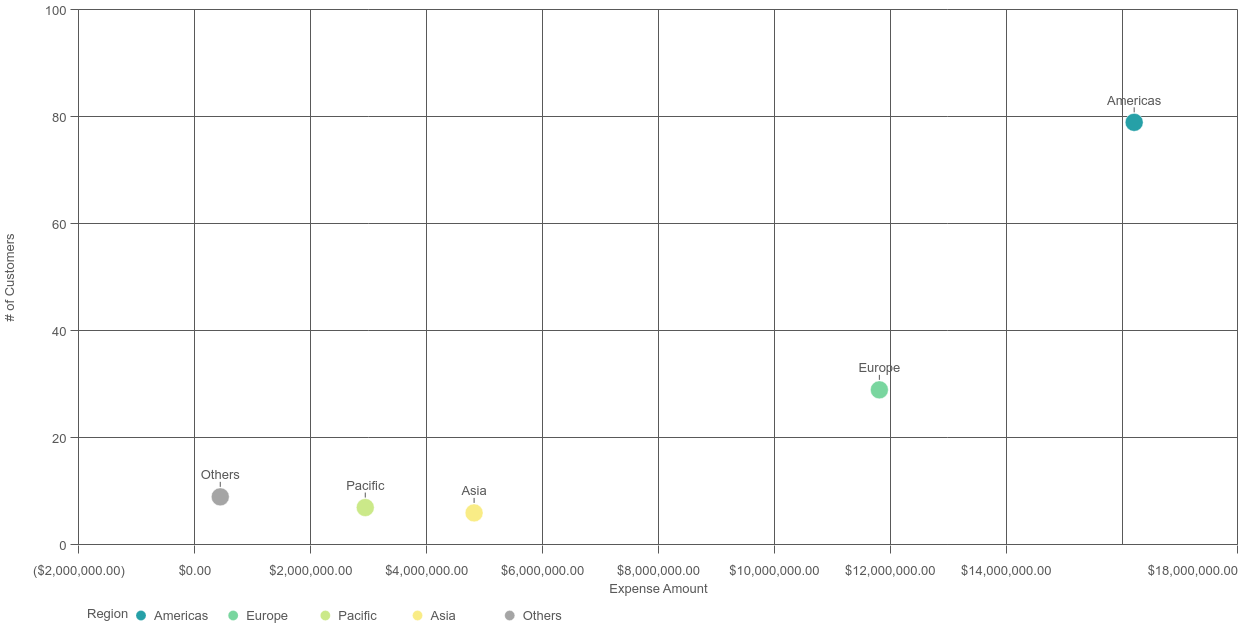 100
80
60
40
20
0
# of Customers
Americas
Europe
Others
Pacific
Asia
($2,000,000.00) $0.00 $2,000,000.00 $4,000,000.00 $6,000,000.00 $8,000,000.00 $10,000,000.00 $12,000,000.00 $14,000,000.00 $18,000,000.00
Expense Amount
Region Americas Europe Pacific Asia Others